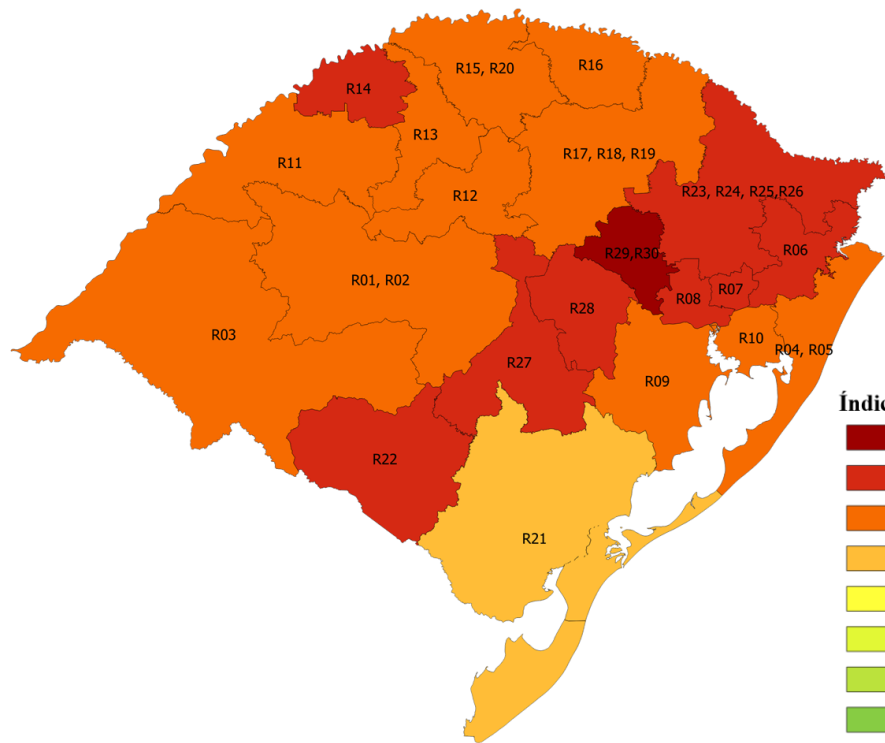 R15, R20
R16
R14
R13
R11
R17, R18, R19
R12
R23, R24, R25,R26
R29,R30
R06
R01, R02
R07
R08
R28
R03
R10
R04, R05
R27
R09
Índic
R22
R21